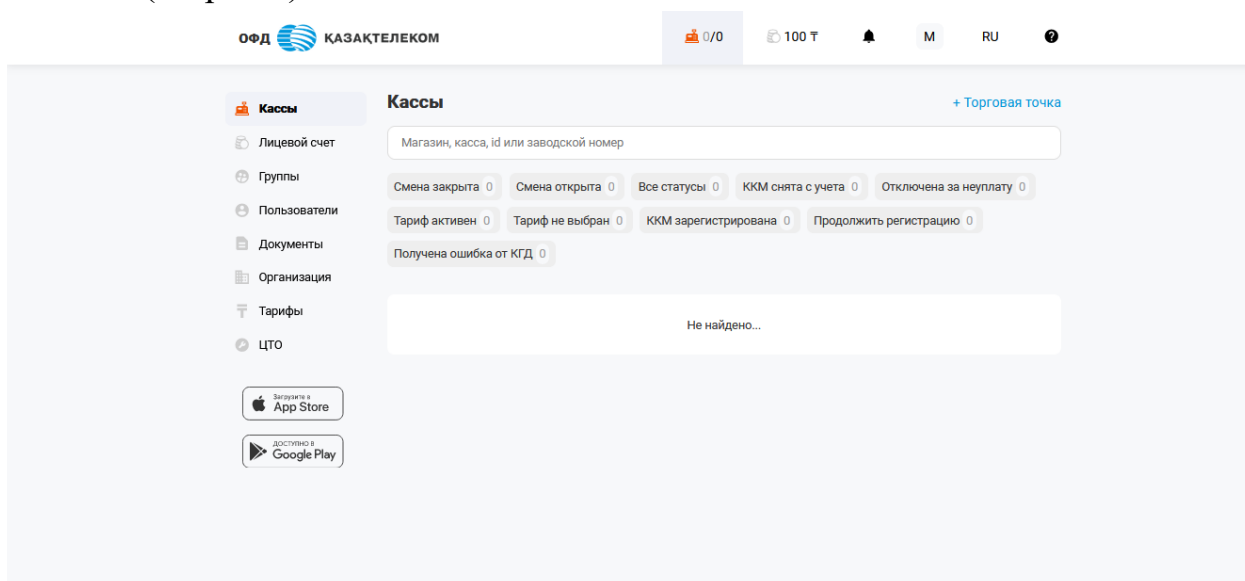 ОФД ҚАЗАҚТЕЛЕКОМ 0/0 100 ₸ M RU ?
Кассы
Лицевой счет
Группы
Пользователи
Документы
Организация
Тарифы
ЦТО
Загрузите в
App Store
ДОСТУПНО В
Google Play
Кассы + Торговая точка
Магазин, касса, id или заводской номер
Смена закрыта 0 Смена открыта 0 Все статусы 0 ККМ снята с учета 0 Отключена за неуплату 0
Тариф активен 0 Тариф не выбран 0 ККМ зарегистрирована 0 Продолжить регистрацию 0
Получена ошибка от КГД 0
Не найдено...